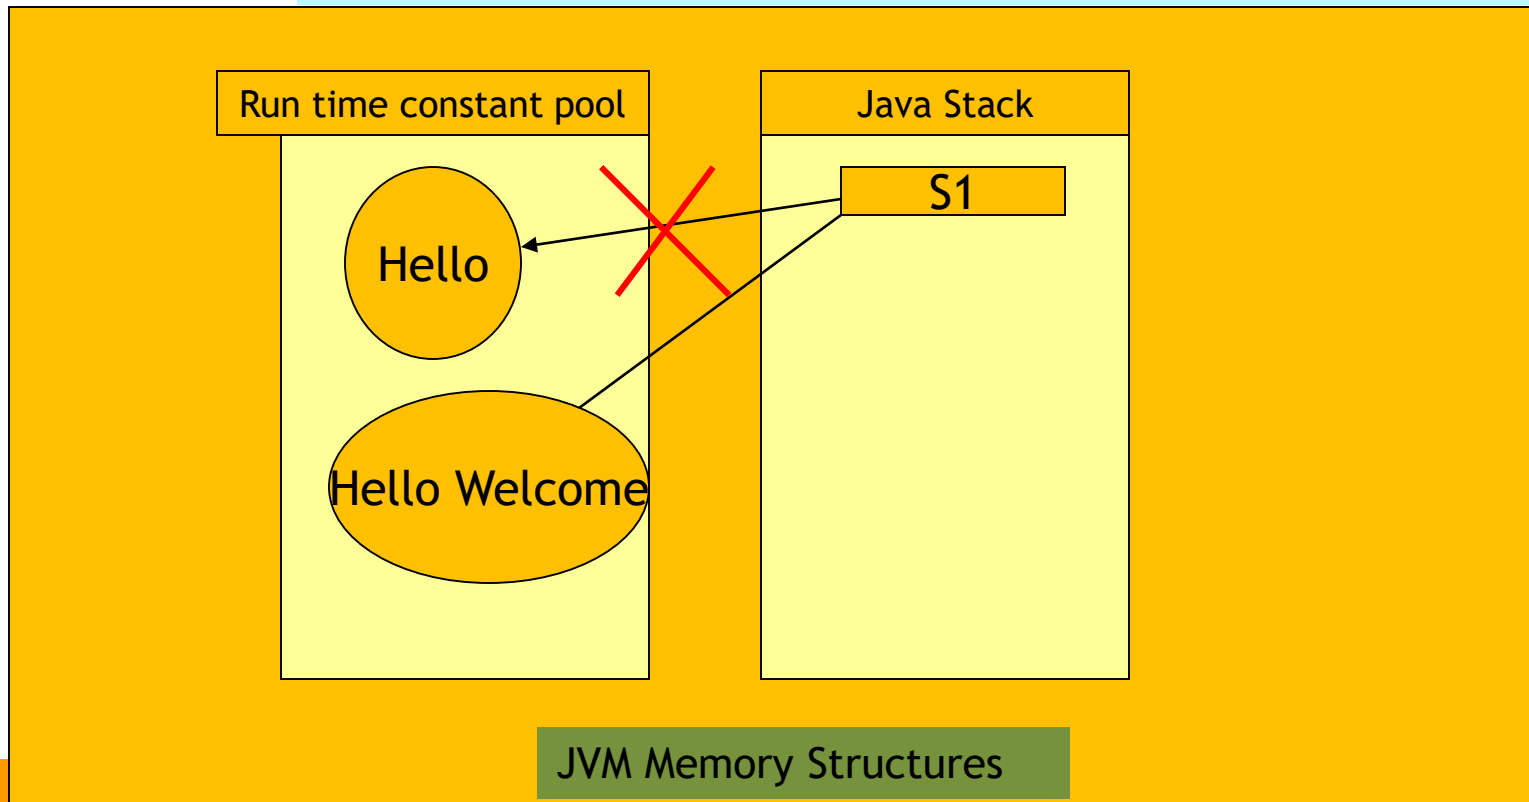 Run time constant pool
Java Stack
S1
Hello
Hello Welcome
JVM Memory Structures